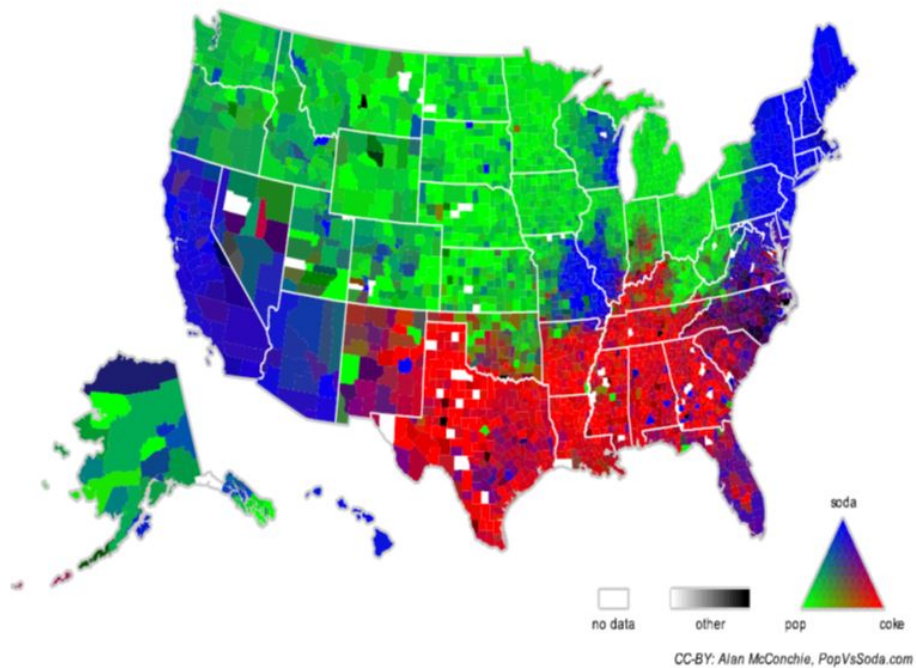 soda
no data
other
pop
coke
CC-BY: Alan McConchie, PopVsSoda.com